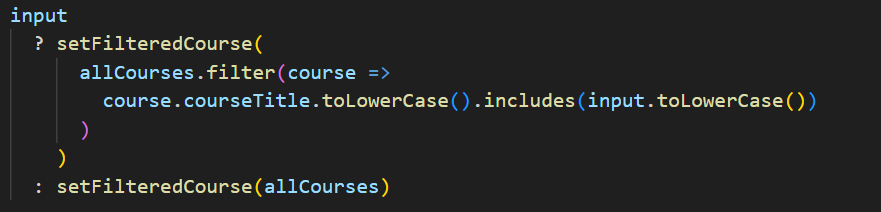 input
? setFilteredCourse(
allCourses.filter(course =>
course.courseTitle.toLowerCase().includes(input.toLowerCase())
)
)
: setFilteredCourse(allCourses)